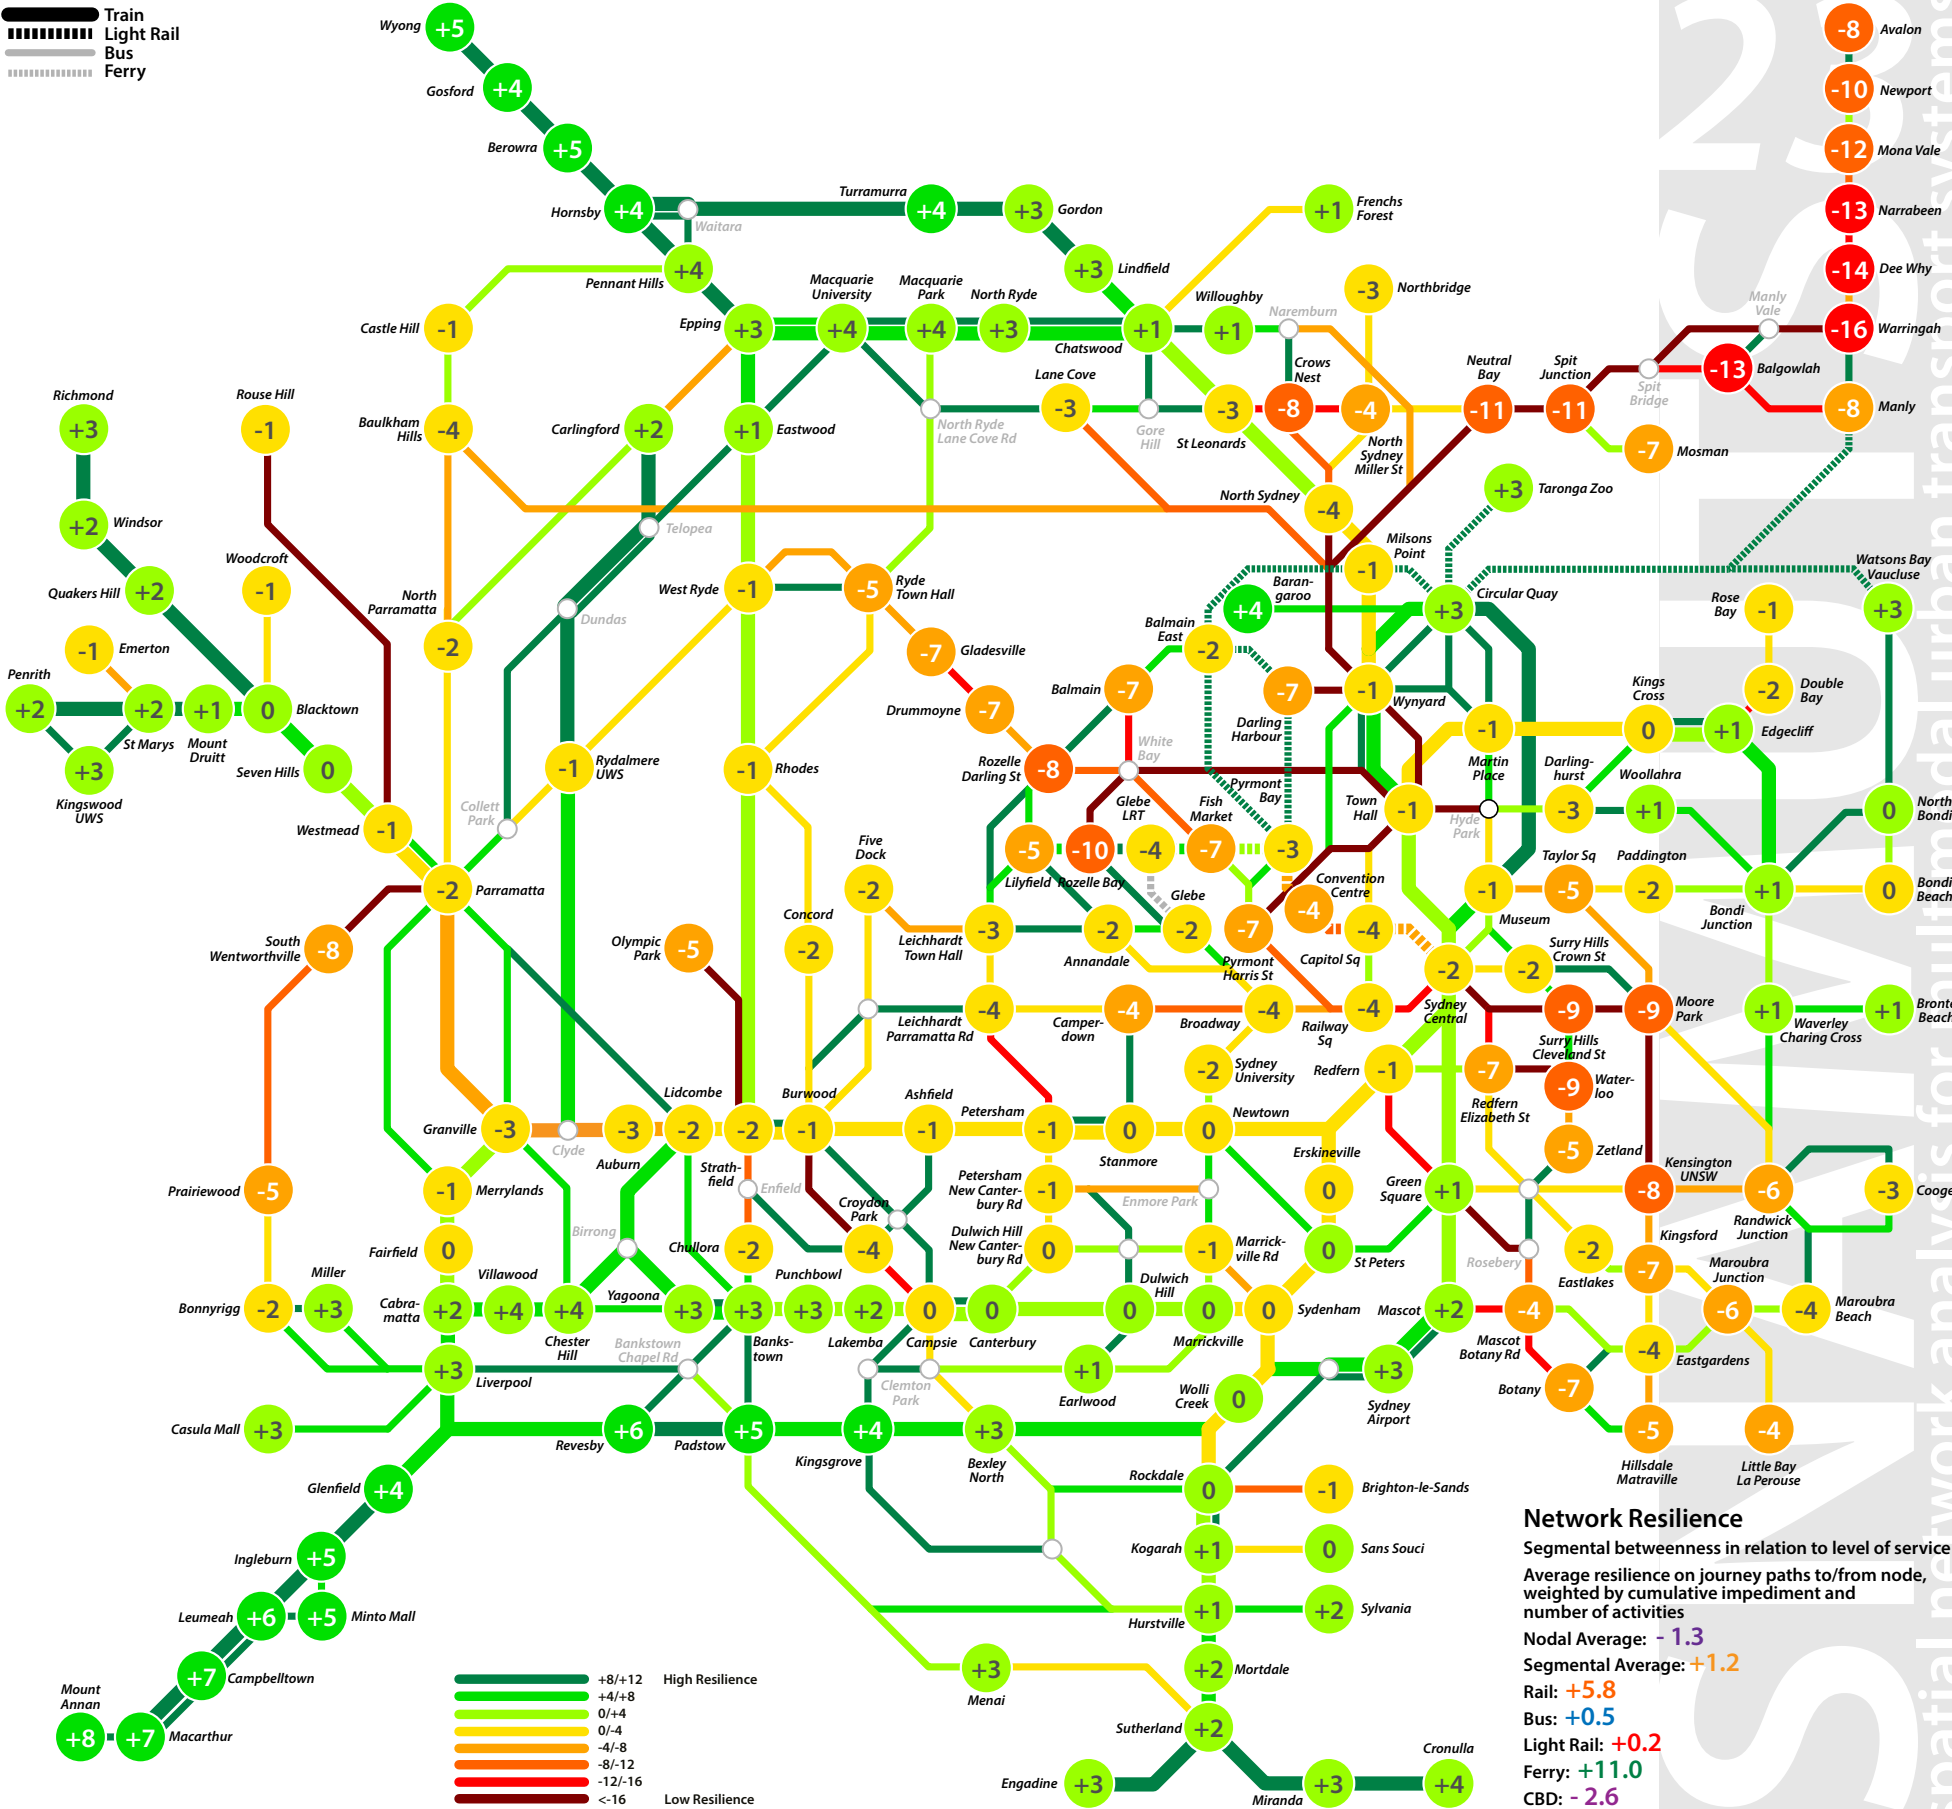 Train
Light Rail
Bus
Ferry
Wyong
+5
Gosford
+4
Berowra
+5
Hornsby
+4
Waitara
Turramurra
+4
+3
Gordon
Pennant Hills
+4
+3
Lindfield
+1
Frenchs
Forest
-8
Avalon
-10
Newport
-12
Mona Vale
-13
Narrabeen
-14
Dee Why
-16
Warringah
-8
Manly
Manly
Vale
-13
Balgowlah
Spit
Bridge
Castle Hill
-1
Epping
+3
Macquarie
University
+4
Macquarie
Park
+4
North Ryde
+3
+1
Chatswood
Willoughby
+1
Naremburn
-3
Northbridge
Richmond
+3
Rouse Hill
-1
Baulkham
Hills
-4
Carlingford
+2
+1
Eastwood
North Ryde
Lane Cove Rd
Lane Cove
-3
Gore
Hill
-3
St Leonards
Crows
Nest
-8
-4
North
Sydney
Miller St
Neutral
Bay
-11
Spit
Junction
-11
-7
Mosman
+2
Windsor
Telopea
North Sydney
-4
+3
Taronga Zoo
Quakers Hill
+2
Woodcroft
-1
North
Parramatta
-2
Dundas
West Ryde
-1
-5
Ryde
Town Hall
Milsons
Point
-1
Baran-
garoo
+4
+3
Circular Quay
Rose
Bay
-1
Watsons Bay
Vaucluse
+3
-1
Emerton
Penrith
+2
+2
St Marys
+1
Mount
Druitt
0
Blacktown
+3
Kingswood
UWS
Seven Hills
0
-7
Gladesville
Drummoyne
-7
Balmain
East
-2
Balmain
-7
-7
Darling
Harbour
-1
Wynyard
-1
Martin
Place
Kings
Cross
0
+1
Edgecliff
-2
Double
Bay
Westmead
-1
Collett
Park
-1
Rydalmere
UWS
-1
Rhodes
Rozelle
Darling St
-8
White
Bay
Glebe
LRT
-4
Fish
Market
-7
Pyrmont
Bay
-3
Town
Hall
-1
Hyde
Park
Darling-
hurst
-3
Woollahra
+1
0
North
Bondi
-2
Parramatta
Five
Dock
-2
-5
Lilyfield
-10
Rozelle Bay
Glebe
-2
Convention
Centre
-4
-1
Museum
Taylor Sq
-5
Paddington
-2
+1
Bondi
Junction
0
Bondi
Beach
South
Wentworthville
-8
Olympic
Park
-5
Concord
-2
Leichhardt
Town Hall
-3
-2
Annandale
-7
Pyrmont
Harris St
-4
Capitol Sq
-2
Sydney
Central
-2
Surry Hills
Crown St
Leichhardt
Parramatta Rd
-4
Camper-
down
-4
Broadway
-4
Railway
Sq
-4
-9
Surry Hills
Cleveland St
-9
Moore
Park
+1
Waverley
Charing Cross
+1
Bronte
Beach
-2
Sydney
University
Redfern
-1
-7
Redfern
Elizabeth St
-9
Water-
loo
Granville
-3
Clyde
-3
Auburn
Lidcombe
-2
-2
Strath-
field
Burwood
-1
Ashfield
-1
Petersham
-1
0
Stanmore
Newtown
0
Erskineville
0
-5
Zetland
Prairiewood
-5
-1
Merrylands
Enfield
Croydon
Park
-4
Petersham
New Canter-
bury Rd
-1
Enmore Park
Green
Square
+1
Kensington
UNSW
-8
-6
Randwick
Junction
-3
Fairfield
0
Birrong
Chullora
-2
Dulwich Hill
New Canter-
bury Rd
0
-1
Marrick-
ville Rd
0
St Peters
Rosebery
-2
Eastlakes
Kingsford
-7
Bonnyrigg
-2
Miller
+3
Cabra-
matta
+2
Villawood
+4
+4
Chester
Hill
Yagoona
+3
+3
Banks-
town
Punchbowl
+3
+2
Lakemba
0
Campsie
0
Canterbury
Dulwich
Hill
0
0
Marrickville
0
Sydenham
Mascot
+2
-4
Mascot
Botany Rd
Maroubra
Junction
-6
-4
Maroubra
Beach
-4
Eastgardens
+3
Liverpool
Bankstown
Chapel Rd
Clemton
Park
+1
Earlwood
Wolli
Creek
0
+3
Sydney
Airport
Botany
-7
Casula Mall
+3
Revesby
+6
Padstow
+5
Kingsgrove
+4
+3
Bexley
North
-5
Hillsdale
Matraville
-4
Little Bay
La Perouse
Glenfield
+4
Rockdale
0
-1
Brighton-le-Sands
Ingleburn
+5
Kogarah
+1
0
Sans Souci
Leumeah
+6
+5
Minto Mall
Hurstville
+1
+2
Sylvania
+7
Campbelltown
+3
Menai
+2
Mortdale
Mount
Annan
+8
+7
Macarthur
Sutherland
+2
Engadine
+3
+3
Miranda
Cronulla
+4
+8/+12 High Resilience
+4/+8
0/+4
0/-4
-4/-8
-8/-12
-12/-16
<-16 Low Resilience
Network Resilience
Segmental betweenness in relation to level of service
Average resilience on journey paths to/from node,
weighted by cumulative impediment and
number of activities
Nodal Average: - 1.3
Segmental Average: +1.2
Rail: +5.8
Bus: +0.5
Light Rail: +0.2
Ferry: +11.0
CBD: - 2.6